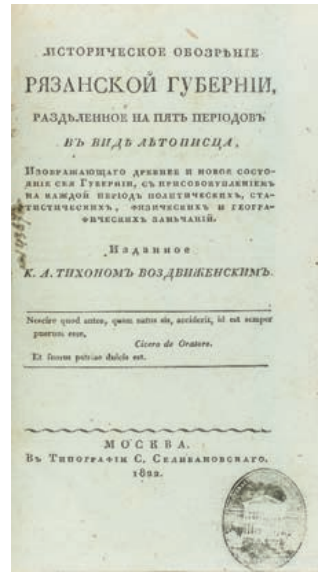 ИСТОРИЧЕСКОЕ ОБОЗРѢНІЕ
РЯЗАНСКОЙ ГУБЕРНІИ,
РАЗДѢЛЕННОЕ НА ПЯТЬ ПЕРІОДОВЪ
ВЪ ВИДѢ ЛѢТОПИСЦА,
ИЗОБРАЖАЮЩАГО ДРЕВНЕЕ И НОВОЕ СОСТО-
ЯНІЕ СЕЯ ГУБЕРНІИ, СЪ ПРИСОВОКУПЛЕНІЕМЪ
НА КАЖДОЙ ПЕРІОДЪ ПОЛИТИЧЕСКИХЪ, СТА-
ТИСТИЧЕСКИХЪ, ФИЗИЧЕСКИХЪ И ГЕОГРА-
ФИЧЕСКИХЪ ЗАМѢЧАНІЙ.
Изданное
К. А. ТИХОНОМЪ ВОЗДВИЖЕНСКИМЪ.
Nescire quod antea, quam natus sis, acciderit, id est semper
puerum esse.
Cicero de Oratore.
Et fumus patriae dulcis est.
МОСКВА.
Въ Типографіи С. Селивановскаго.
1822.